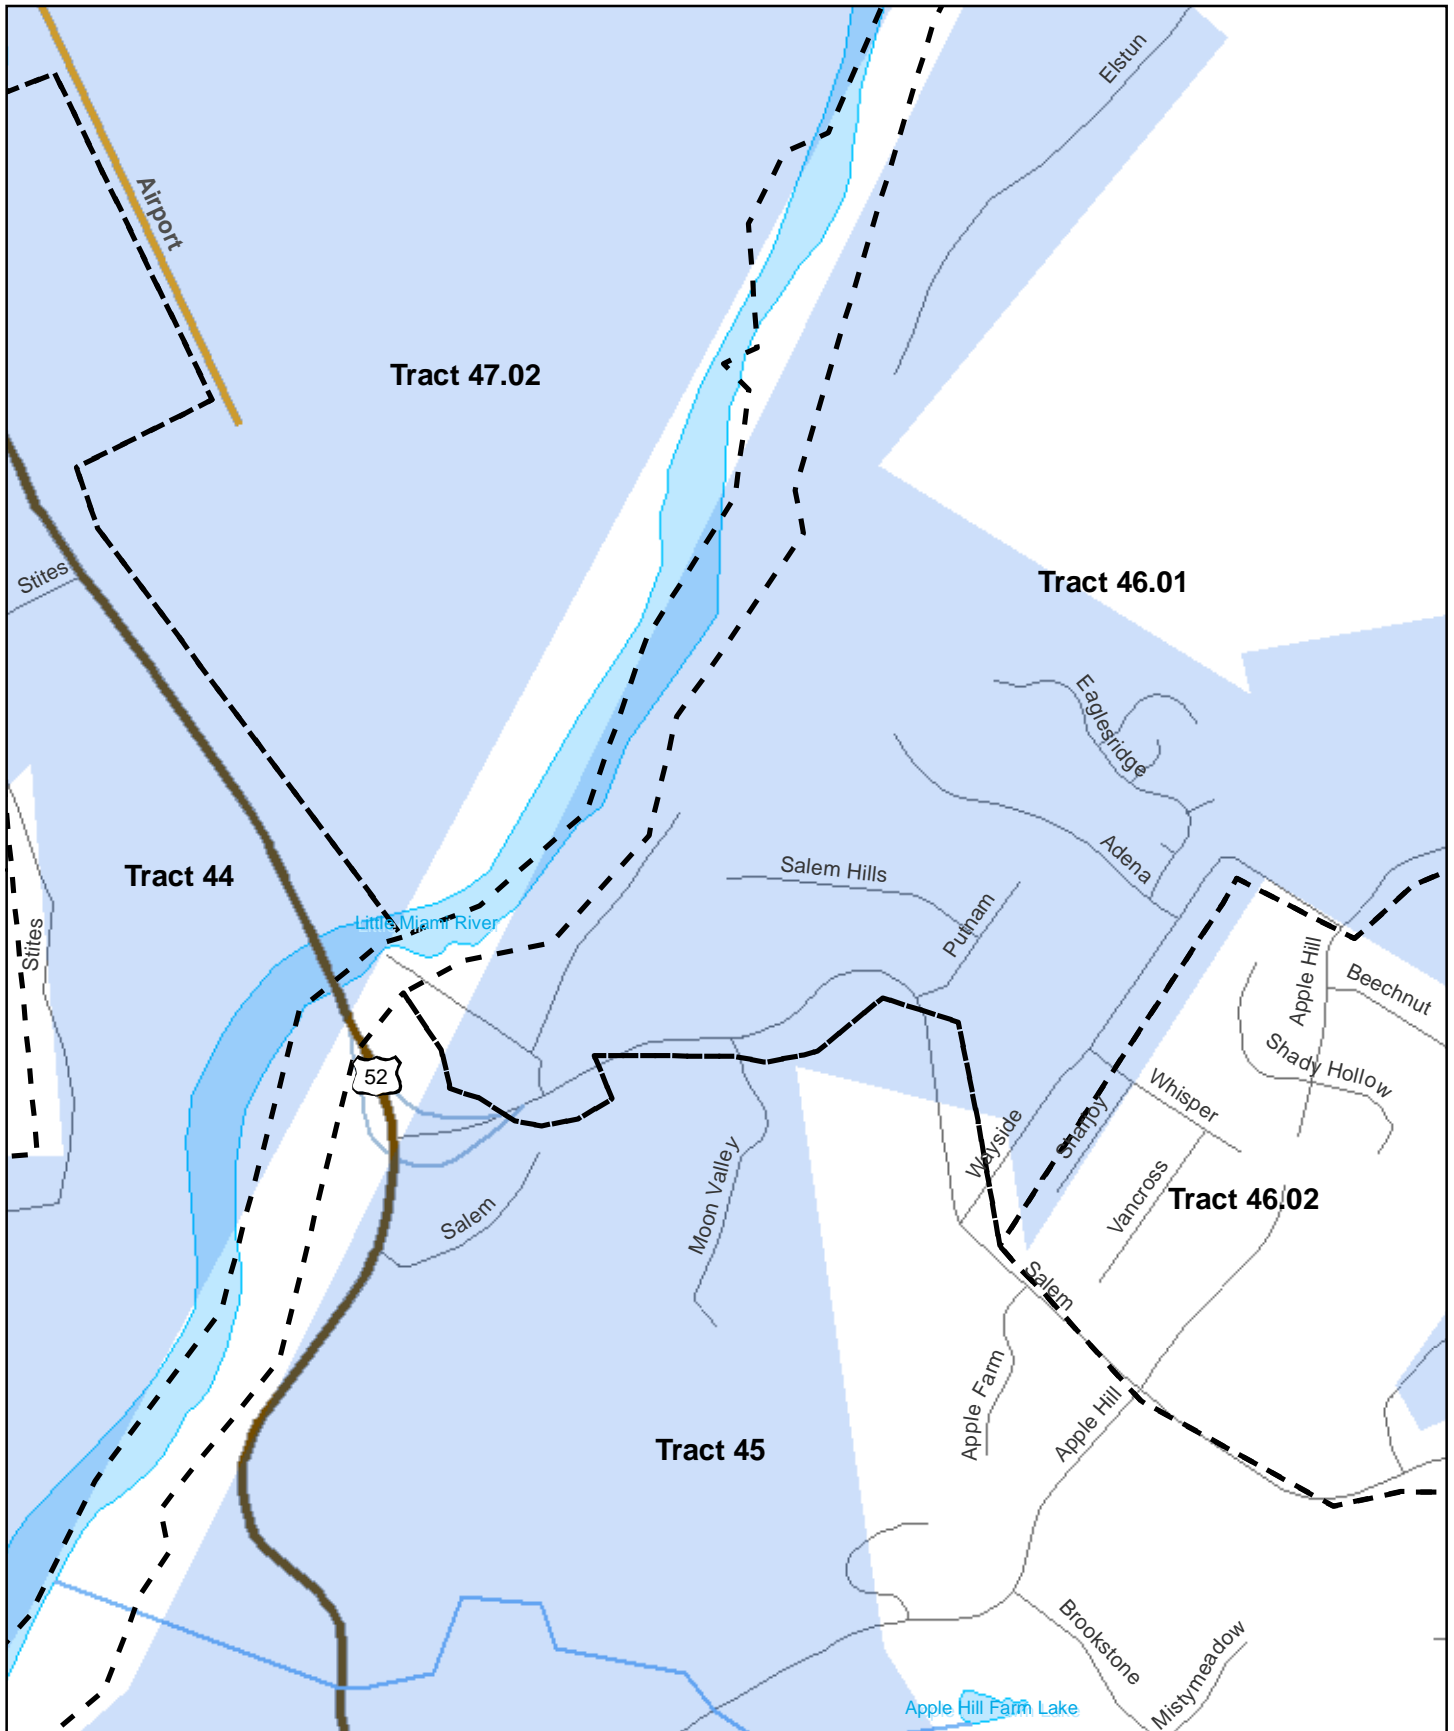 Elstun
Airport
Tract 47.02
Stites
Tract 46.01
Eaglesridge
Adena
Salem Hills
Tract 44
Putnam
Little Miami River
Stites
Apple Hill
Beechnut
Shady Hollow
52
Whisper
Sharjoy
Wayside
Vancross
Tract 46.02
Moon Valley
Salem
Salem
Apple Farm
Apple Hill
Tract 45
Brookstone
Mistymeadow
Apple Hill Farm Lake